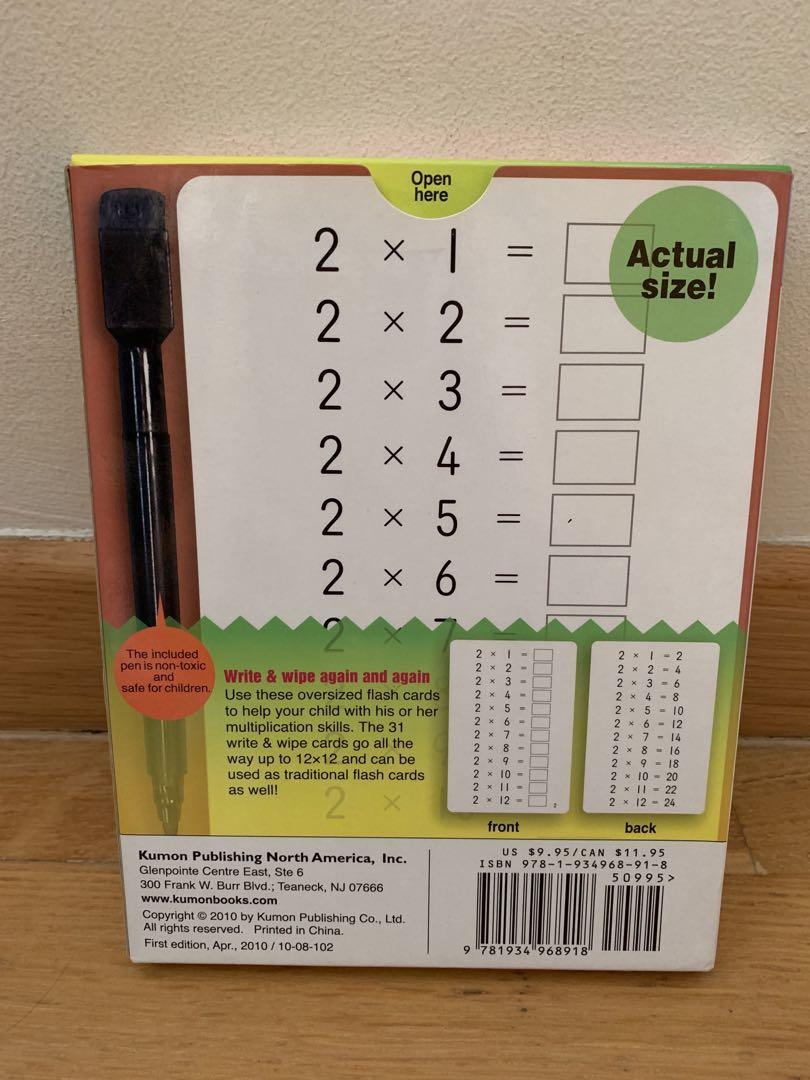 Open
here
Actual
size!
2 × 1 =
2 × 2 =
2 × 3 =
2 × 4 =
2 × 5 =
2 × 6 =
2 × 7 =
The included
pen is non-toxic
and
safe for children.
Write & wipe again and again
Use these oversized flash cards
to help your child with his or her
multiplication skills. The 31
write & wipe cards go all the
way up to 12×12 and can be
used as traditional flash cards
as well!
2 × 1 =
2 × 2 =
2 × 3 =
2 × 4 =
2 × 5 =
2 × 6 =
2 × 7 =
2 × 8 =
2 × 9 =
2 × 10 =
2 × 11 =
2 × 12 =
2
front
2 × 1 = 2
2 × 2 = 4
2 × 3 = 6
2 × 4 = 8
2 × 5 = 10
2 × 6 = 12
2 × 7 = 14
2 × 8 = 16
2 × 9 = 18
2 × 10 = 20
2 × 11 = 22
2 × 12 = 24
back
Kumon Publishing North America, Inc.
Glenpointe Centre East, Ste 6
300 Frank W. Burr Blvd.; Teaneck, NJ 07666
www.kumonbooks.com
Copyright © 2010 by Kumon Publishing Co., Ltd.
All rights reserved. Printed in China.
First edition, Apr., 2010 / 10-08-102
US $9.95/CAN $11.95
ISBN 978-1-934968-91-8
50995>
9 781934 968918